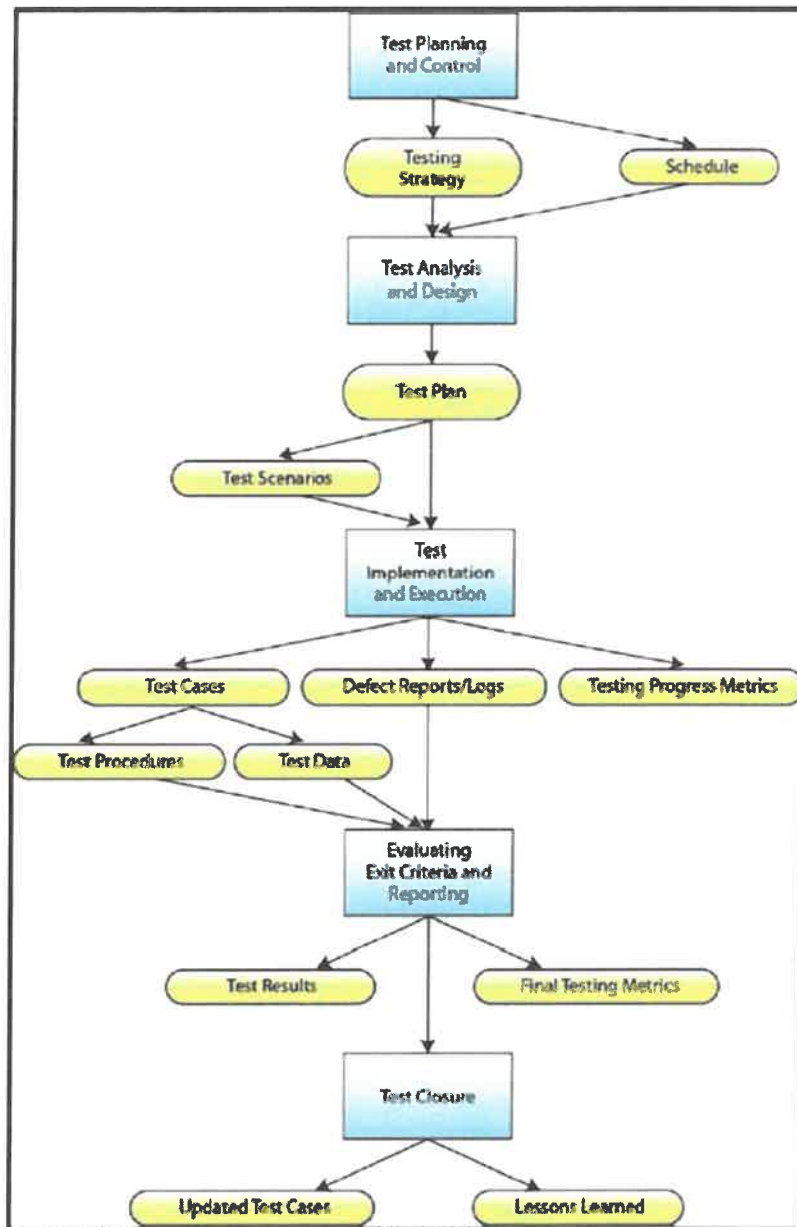 Test Planning
and Control
Testing
Strategy
Schedule
Test Analysis
and Design
Test Plan
Test Scenarios
Test
Implementation
and Execution
Test Cases
Defect Reports/Logs
Testing Progress Metrics
Test Procedures
Test Data
Evaluating
Exit Criteria and
Reporting
Test Results
Final Testing Metrics
Test Closure
Updated Test Cases
Lessons Learned